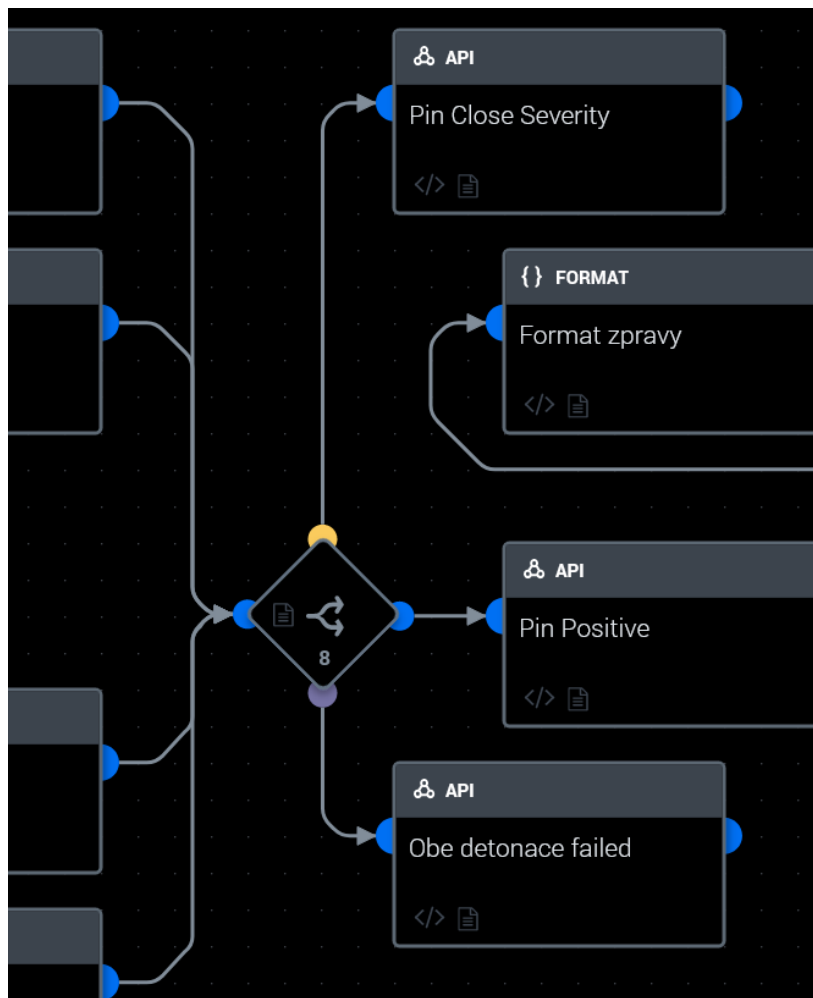 API
Pin Close Severity
</>
{} FORMAT
Format zpravy
</>
API
Pin Positive
</>
8
API
Obe detonace failed
</>